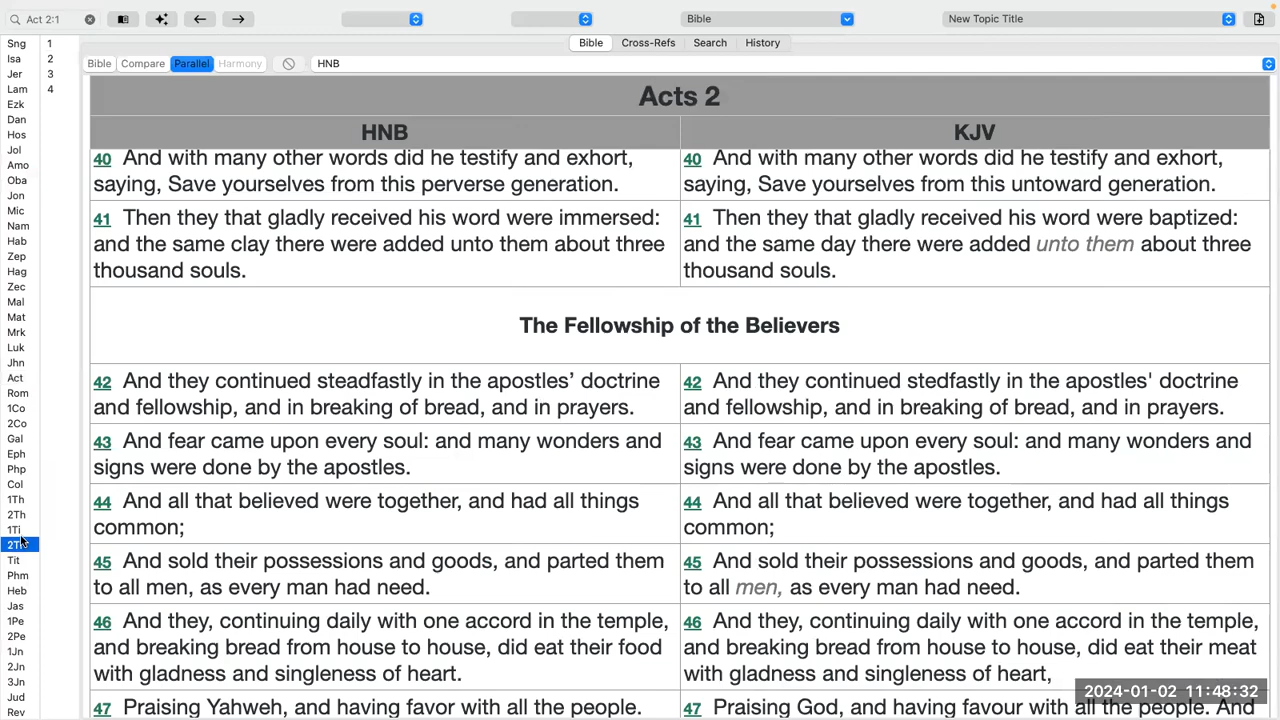 Act 2:1 Bible New Topic Title
Bible Cross-Refs Search History
Bible Compare Parallel Harmony HNB
Sng 1
Isa 2
Jer 3
Lam 4
Ezk
Dan
Hos
Jol
Amo
Oba
Jon
Mic
Nam
Hab
Zep
Hag
Zec
Mal
Mat
Mrk
Luk
Jhn
Act
Rom
1Co
2Co
Gal
Eph
Php
Col
1Th
2Th
1Ti
Tit
Phm
Heb
Jas
1Pe
2Pe
1Jn
2Jn
3Jn
Jud
Rev
Acts 2
HNB
40 And with many other words did he testify and exhort,
saying, Save yourselves from this perverse generation.
41 Then they that gladly received his word were immersed:
and the same clay there were added unto them about three
thousand souls.
KJV
40 And with many other words did he testify and exhort,
saying, Save yourselves from this untoward generation.
41 Then they that gladly received his word were baptized:
and the same day there were added unto them about three
thousand souls.
The Fellowship of the Believers
42 And they continued steadfastly in the apostles’ doctrine
and fellowship, and in breaking of bread, and in prayers.
43 And fear came upon every soul: and many wonders and
signs were done by the apostles.
44 And all that believed were together, and had all things
common;
45 And sold their possessions and goods, and parted them
to all men, as every man had need.
46 And they, continuing daily with one accord in the temple,
and breaking bread from house to house, did eat their food
with gladness and singleness of heart.
47 Praising Yahweh, and having favor with all the people.
42 And they continued stedfastly in the apostles' doctrine
and fellowship, and in breaking of bread, and in prayers.
43 And fear came upon every soul: and many wonders and
signs were done by the apostles.
44 And all that believed were together, and had all things
common;
45 And sold their possessions and goods, and parted them
to all men, as every man had need.
46 And they, continuing daily with one accord in the temple,
and breaking bread from house to house, did eat their meat
with gladness and singleness of heart,
47 Praising God, and having favour with all the people. And
2024-01-02 11:48:32